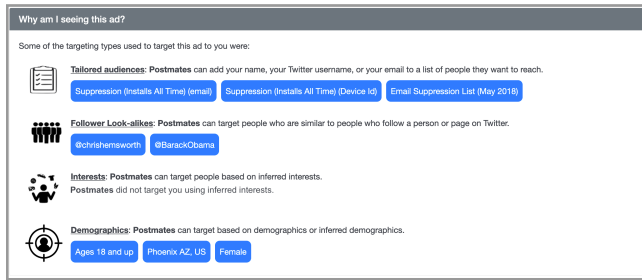 Why am I seeing this ad?
Some of the targeting types used to target this ad to you were:
Tailored audiences: Postmates can add your name, your Twitter username, or your email to a list of people they want to reach.
Suppression (Installs All Time) (email) Suppression (Installs All Time) (Device Id) Email Suppression List (May 2018)
Follower Look-alikes: Postmates can target people who are similar to people who follow a person or page on Twitter.
@chrishemsworth @BarackObama
Interests: Postmates can target people based on inferred interests.
Postmates did not target you using inferred interests.
Demographics: Postmates can target based on demographics or inferred demographics.
Ages 18 and up Phoenix AZ, US Female